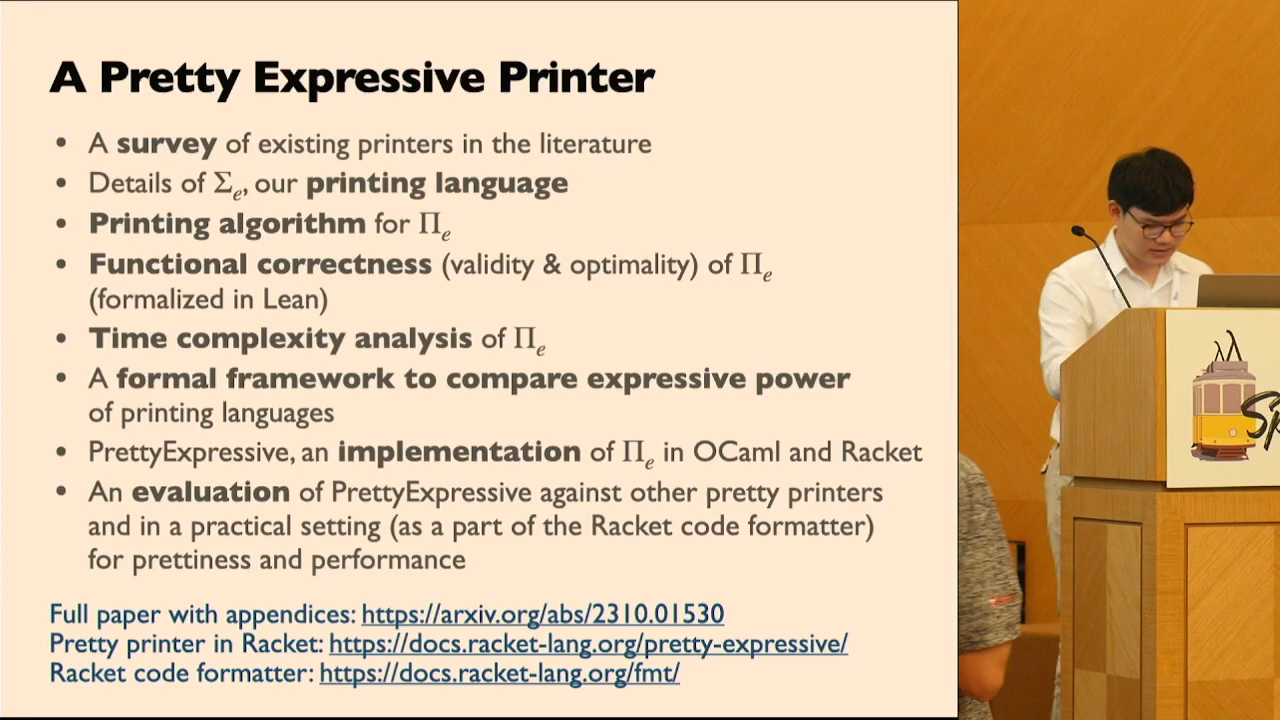 A Pretty Expressive Printer
• A survey of existing printers in the literature
• Details of Σₑ, our printing language
• Printing algorithm for Πₑ
• Functional correctness (validity & optimality) of Πₑ
(formalized in Lean)
• Time complexity analysis of Πₑ
• A formal framework to compare expressive power
of printing languages
• PrettyExpressive, an implementation of Πₑ in OCaml and Racket
• An evaluation of PrettyExpressive against other pretty printers
and in a practical setting (as a part of the Racket code formatter)
for prettiness and performance
Full paper with appendices: https://arxiv.org/abs/2310.01530
Pretty printer in Racket: https://docs.racket-lang.org/pretty-expressive/
Racket code formatter: https://docs.racket-lang.org/fmt/